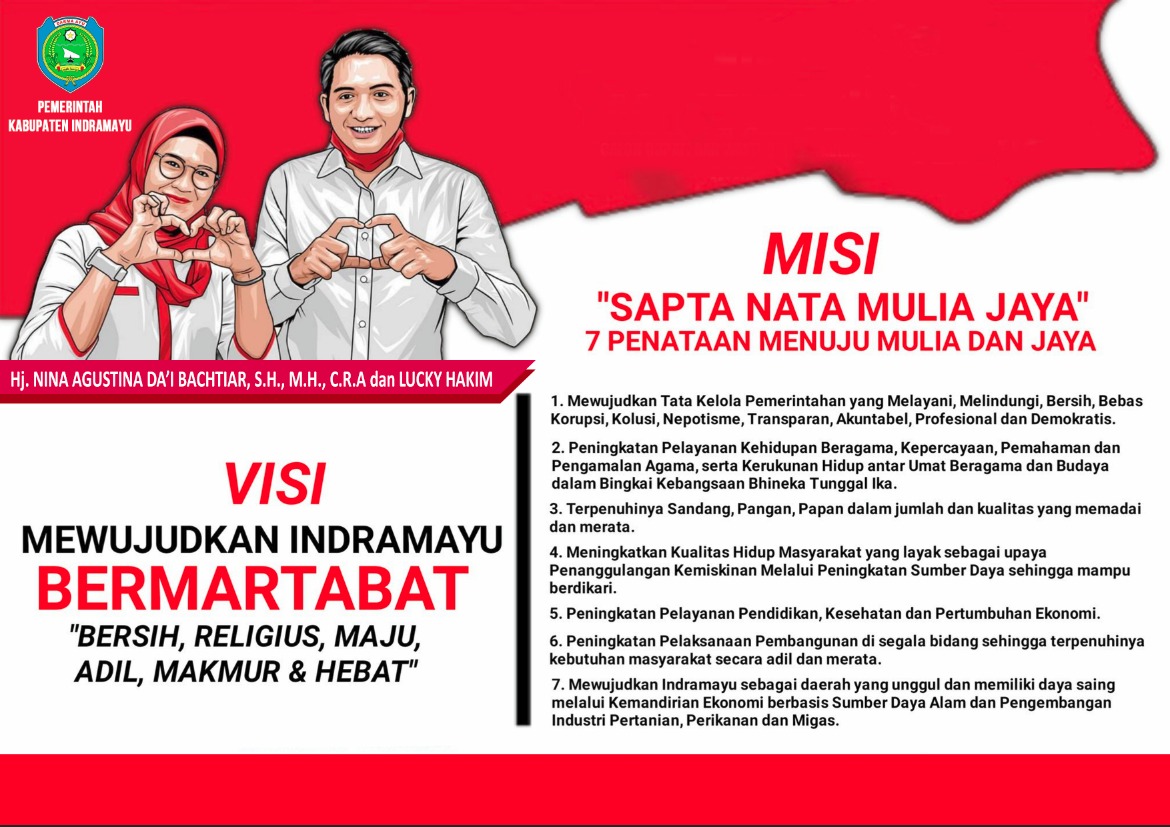 DARMA AYU
PEMERINTAH
KABUPATEN INDRAMAYU
Hj. NINA AGUSTINA DA'I BACHTIAR, S.H., M.H., C.R.A dan LUCKY HAKIM
VISI
MEWUJUDKAN INDRAMAYU
BERMARTABAT
"BERSIH, RELIGIUS, MAJU,
ADIL, MAKMUR & HEBAT"
MISI
"SAPTA NATA MULIA JAYA"
7 PENATAAN MENUJU MULIA DAN JAYA
1. Mewujudkan Tata Kelola Pemerintahan yang Melayani, Melindungi, Bersih, Bebas
Korupsi, Kolusi, Nepotisme, Transparan, Akuntabel, Profesional dan Demokratis.
2. Peningkatan Pelayanan Kehidupan Beragama, Kepercayaan, Pemahaman dan
Pengamalan Agama, serta Kerukunan Hidup antar Umat Beragama dan Budaya
dalam Bingkai Kebangsaan Bhineka Tunggal Ika.
3. Terpenuhinya Sandang, Pangan, Papan dalam jumlah dan kualitas yang memadai
dan merata.
4. Meningkatkan Kualitas Hidup Masyarakat yang layak sebagai upaya
Penanggulangan Kemiskinan Melalui Peningkatan Sumber Daya sehingga mampu
berdikari.
5. Peningkatan Pelayanan Pendidikan, Kesehatan dan Pertumbuhan Ekonomi.
6. Peningkatan Pelaksanaan Pembangunan di segala bidang sehingga terpenuhinya
kebutuhan masyarakat secara adil dan merata.
7. Mewujudkan Indramayu sebagai daerah yang unggul dan memiliki daya saing
melalui Kemandirian Ekonomi berbasis Sumber Daya Alam dan Pengembangan
Industri Pertanian, Perikanan dan Migas.